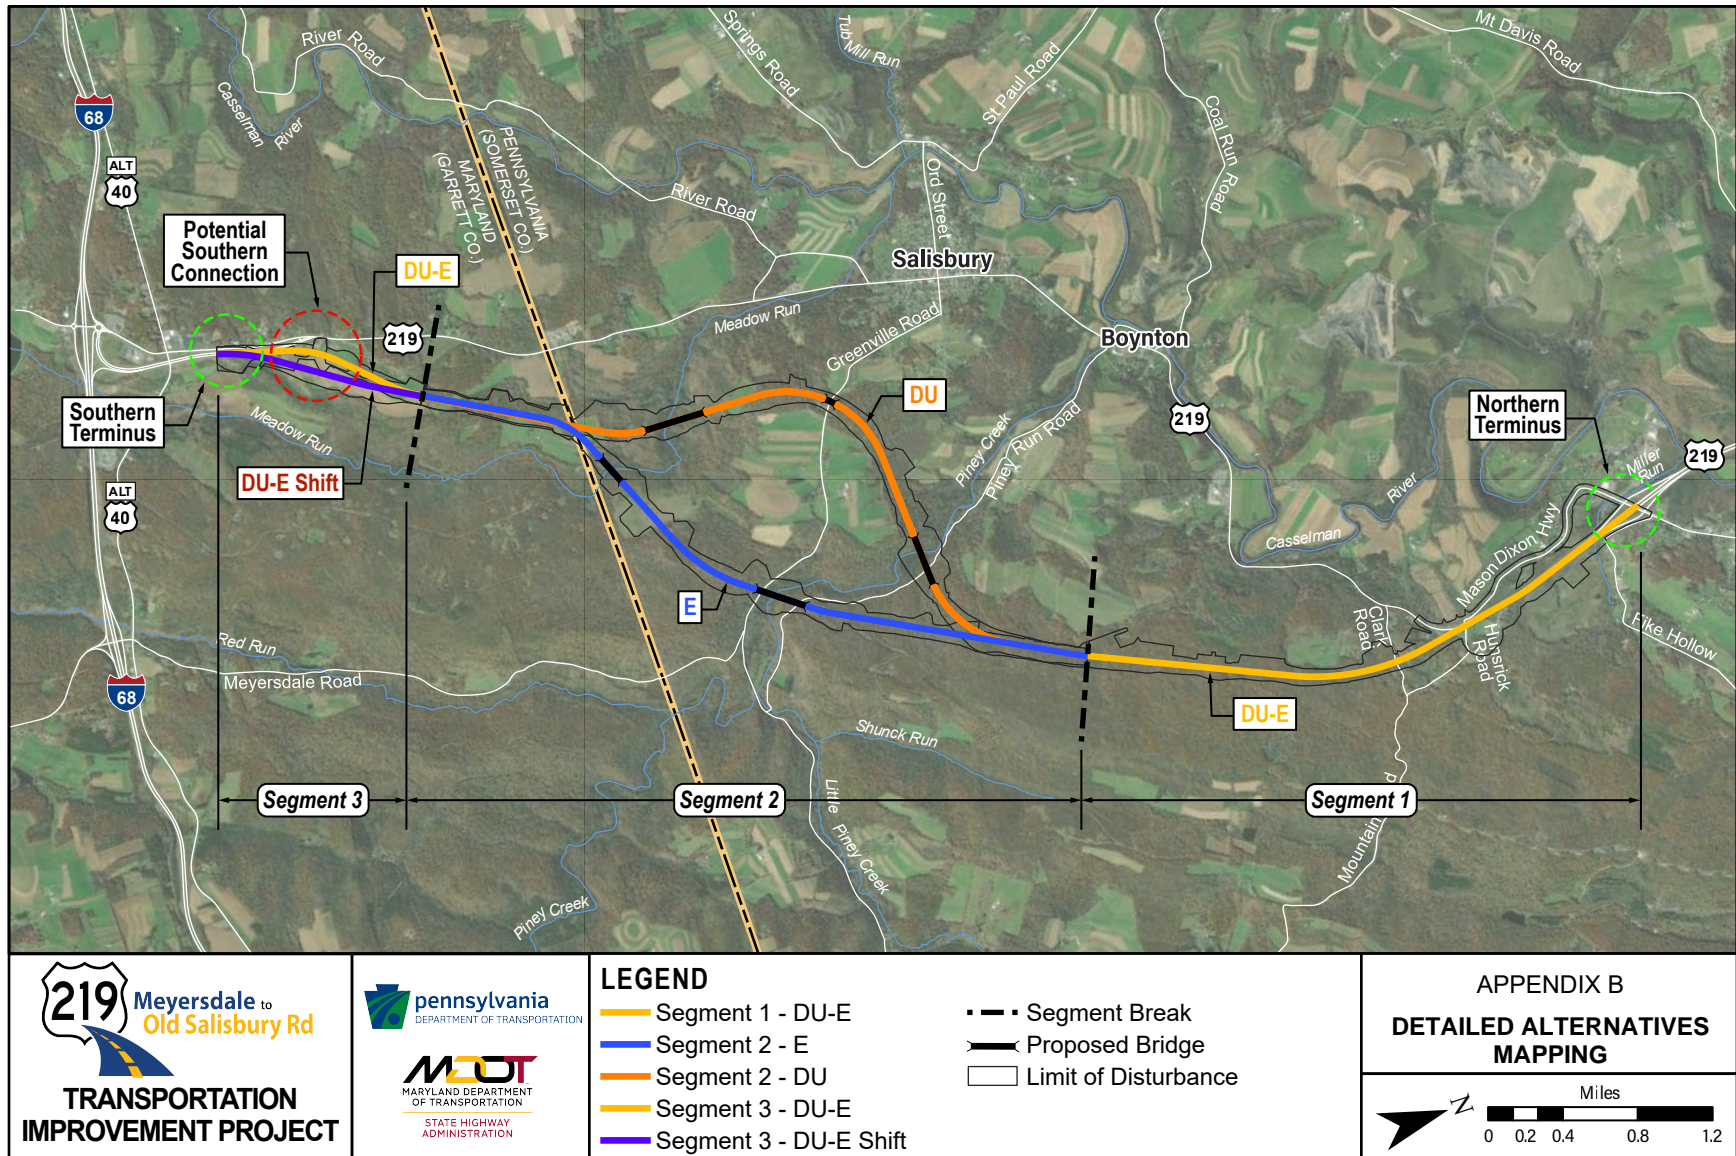 River Road
Springs Road
Tub Mill Run
St Paul Road
Mt Davis Road
68
Casselman
River
PENNSYLVANIA
(SOMERSET CO.)
MARYLAND
(GARRETT CO.)
Coal Run Road
ALT
40
River Road
Ord Street
Potential
Southern
Connection
DU-E
Salisbury
219
Meadow Run
Greenville Road
Boynton
Southern
Terminus
Meadow Run
DU-E Shift
DU
219
Northern
Terminus
Miller
Run
219
Piney Creek
Piney Run Road
River
Casselman
Mason Dixon Hwy
ALT
40
E
Clark
Road
Hunsrick
Road
Fike Hollow
Red Run
Meyersdale Road
68
DU-E
Shunck Run
Segment 3
Segment 2
Segment 1
Little Piney Creek
Mountain
Piney Creek
219
Meyersdale to
Old Salisbury Rd
TRANSPORTATION
IMPROVEMENT PROJECT
pennsylvania
DEPARTMENT OF TRANSPORTATION
MDOT
MARYLAND DEPARTMENT
OF TRANSPORTATION
STATE HIGHWAY
ADMINISTRATION
LEGEND
Segment 1 - DU-E
Segment 2 - E
Segment 2 - DU
Segment 3 - DU-E
Segment 3 - DU-E Shift
Segment Break
Proposed Bridge
Limit of Disturbance
APPENDIX B
DETAILED ALTERNATIVES
MAPPING
Miles
N
0 0.2 0.4 0.8 1.2